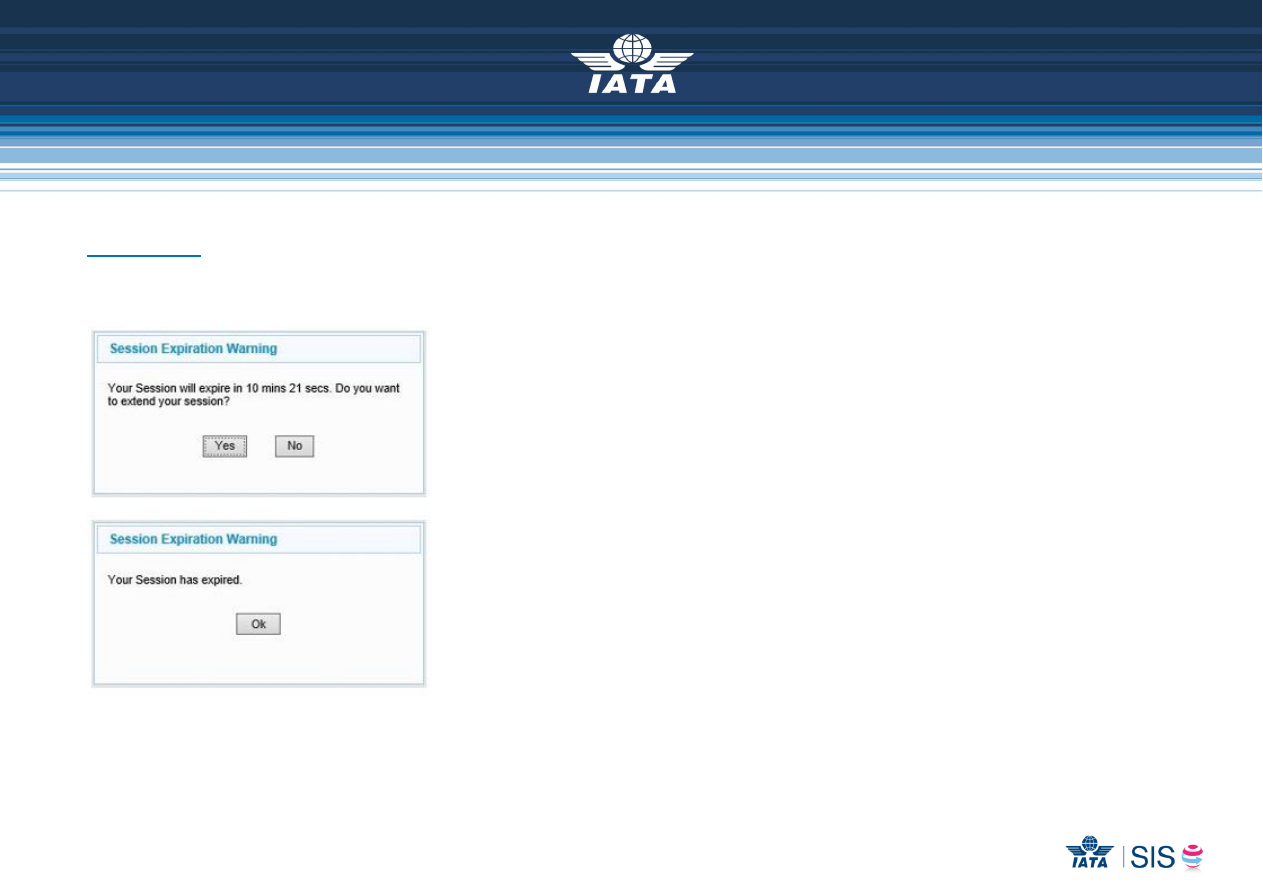 IATA
Session Expiration Warning
Your Session will expire in 10 mins 21 secs. Do you want
to extend your session?
Yes No
Session Expiration Warning
Your Session has expired.
Ok
IATA SIS